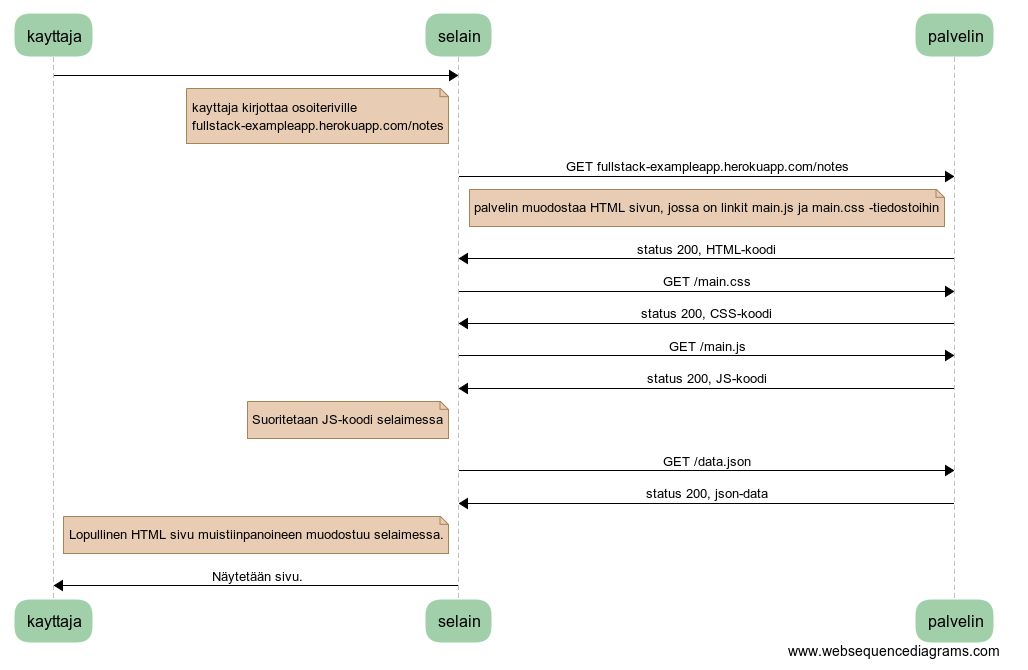 kayttaja
selain
palvelin
kayttaja kirjottaa osoiteriville
fullstack-exampleapp.herokuapp.com/notes
GET fullstack-exampleapp.herokuapp.com/notes
palvelin muodostaa HTML sivun, jossa on linkit main.js ja main.css -tiedostoihin
status 200, HTML-koodi
GET /main.css
status 200, CSS-koodi
GET /main.js
status 200, JS-koodi
Suoritetaan JS-koodi selaimessa
GET /data.json
status 200, json-data
Lopullinen HTML sivu muistiinpanoineen muodostuu selaimessa.
Näytetään sivu.
kayttaja
selain
palvelin
www.websequencediagrams.com